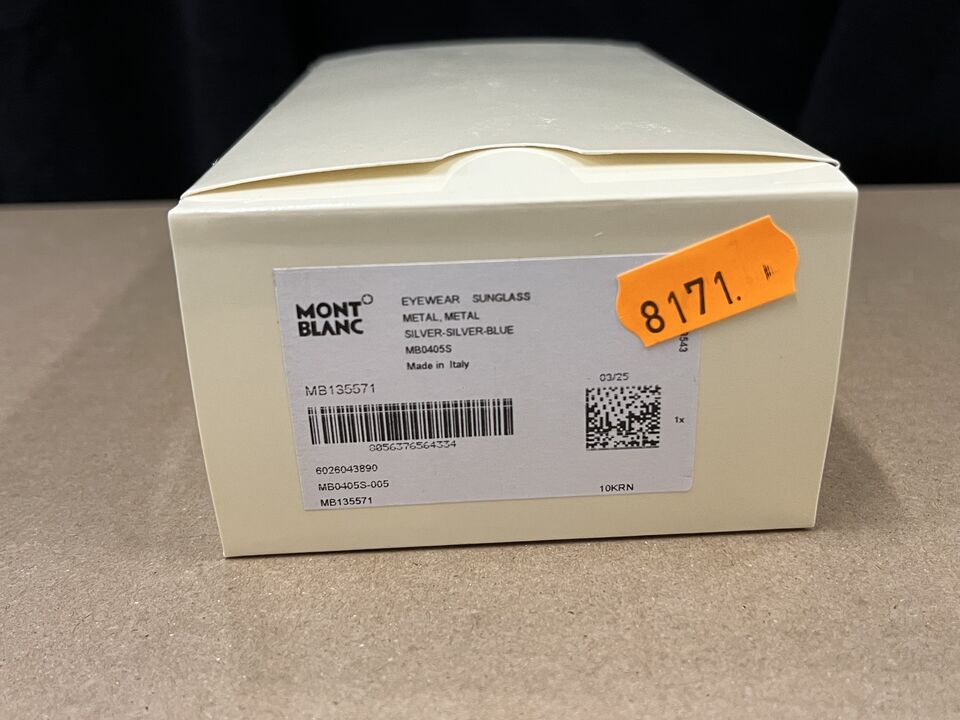 MONT
BLANC
EYEWEAR SUNGLASS
METAL, METAL
SILVER-SILVER-BLUE
MB0405S
Made in Italy
8171.
MB135571
8056376564334
03/25
1x
6026043890
MB0405S-005
MB135571
10KRN